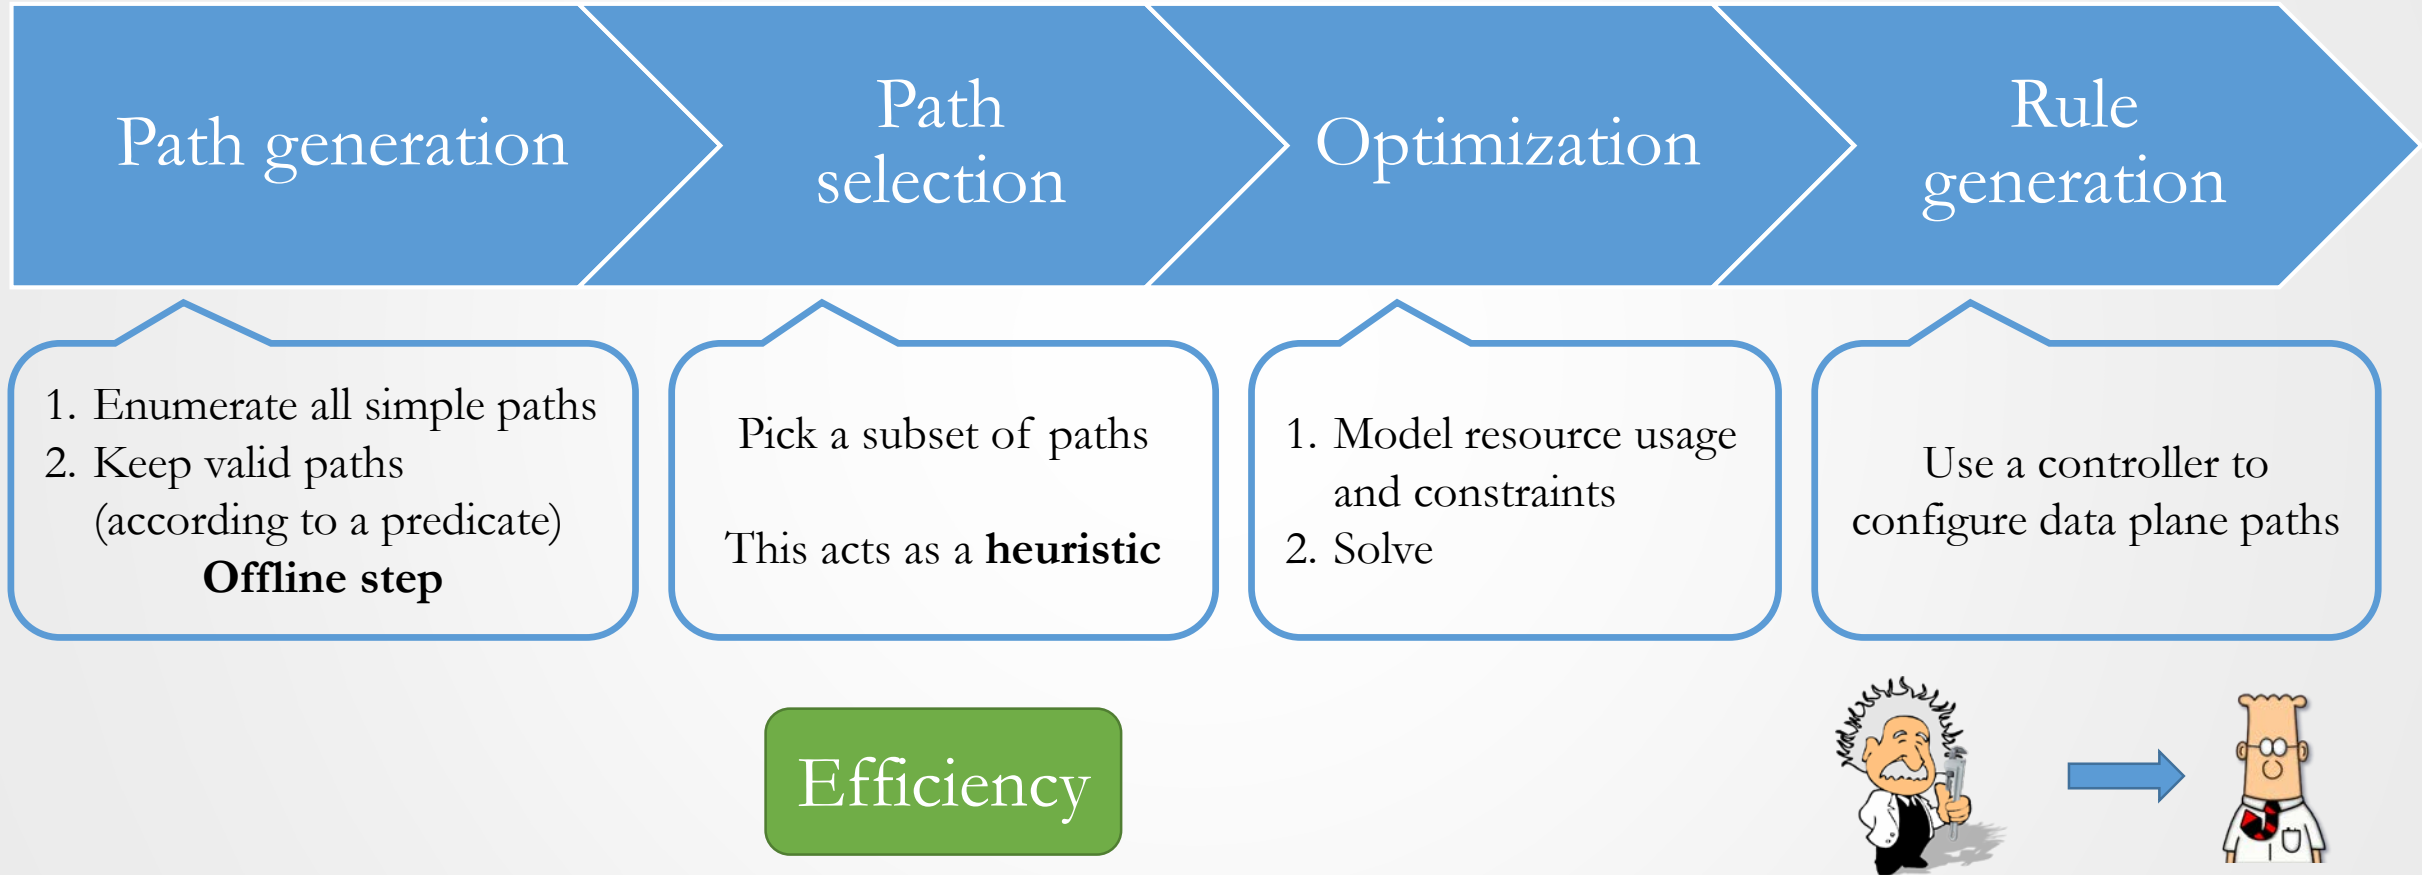 Path generation
Path
selection
Optimization
Rule
generation
1. Enumerate all simple paths
2. Keep valid paths
(according to a predicate)
Offline step
Pick a subset of paths
This acts as a heuristic
1. Model resource usage
and constraints
2. Solve
Use a controller to
configure data plane paths
Efficiency